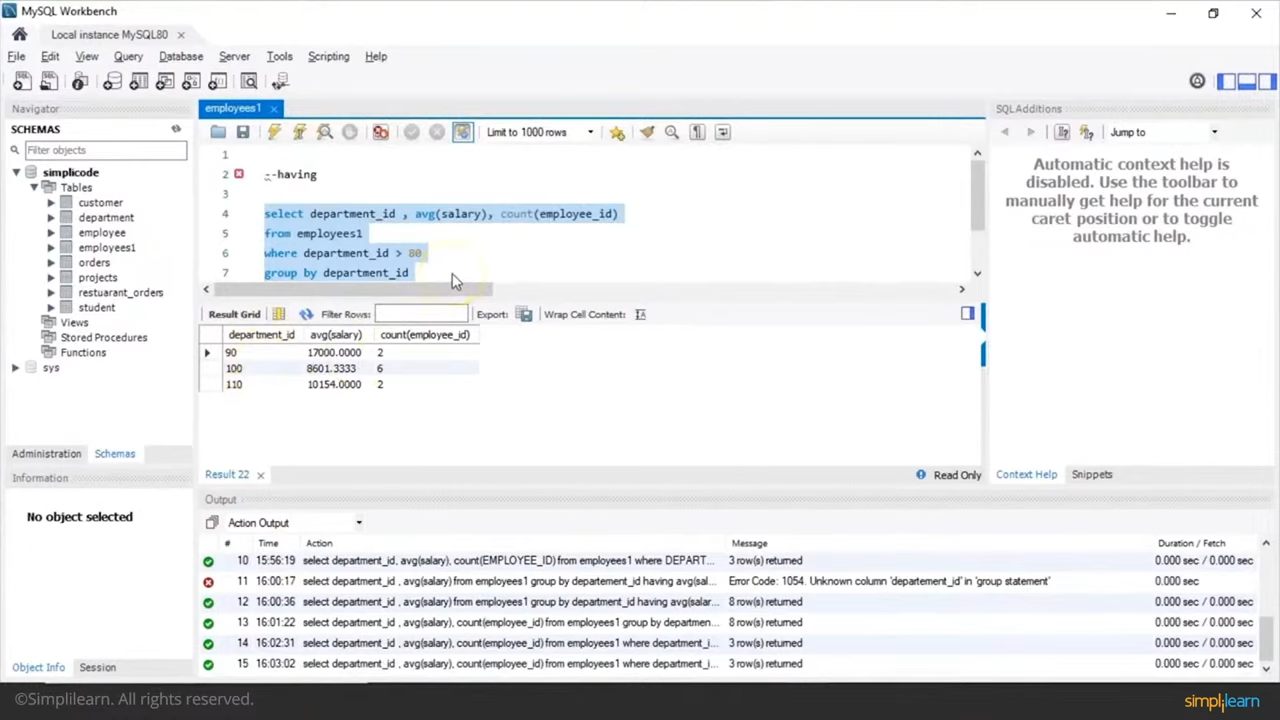 MySQL Workbench
Local instance MySQL80
File Edit View Query Database Server Tools Scripting Help
Navigator
SCHEMAS
Filter objects
simplicode
Tables
customer
department
employee
employees1
orders
projects
restuarant_orders
student
Views
Stored Procedures
Functions
sys
Administration Schemas
Information
No object selected
Object Info Session
employees1
Limit to 1000 rows
1
2 --having
3
4 select department_id , avg(salary), count(employee_id)
5 from employees1
6 where department_id > 80
7 group by department_id
Result Grid Filter Rows: Export: Wrap Cell Content:
department_id avg(salary) count(employee_id)
90 17000.0000 2
100 8601.3333 6
110 10154.0000 2
Result 22 Read Only
SQLAdditions
Jump to
Automatic context help is
disabled. Use the toolbar to
manually get help for the current
caret position or to toggle
automatic help.
Context Help Snippets
Output
Action Output
# Time Action Message Duration / Fetch
10 15:56:19 select department_id, avg(salary), count(EMPLOYEE_ID) from employees1 where DEPART... 3 row(s) returned 0.000 sec / 0.000 sec
11 16:00:17 select department_id , avg(salary) from employees1 group by departement_id having avg(sal... Error Code: 1054. Unknown column 'departement_id' in 'group statement' 0.000 sec
12 16:00:36 select department_id , avg(salary) from employees1 group by department_id having avg(sala... 8 row(s) returned 0.000 sec / 0.000 sec
13 16:01:22 select department_id , avg(salary), count(employee_id) from employees1 group by departmen... 8 row(s) returned 0.000 sec / 0.000 sec
14 16:02:31 select department_id , avg(salary), count(employee_id) from employees1 where department_i... 3 row(s) returned 0.000 sec / 0.000 sec
15 16:03:02 select department_id , avg(salary), count(employee_id) from employees1 where department_i... 3 row(s) returned 0.000 sec / 0.000 sec
©Simplilearn. All rights reserved.
simplilearn